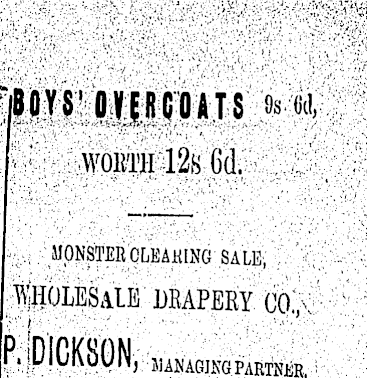 BOYS' OVERCOATS 9s 6d,
WORTH 12s 6d.
MONSTER CLEARING SALE,
WHOLESALE DRAPERY CO.,
P. DICKSON, MANAGING PARTNER.